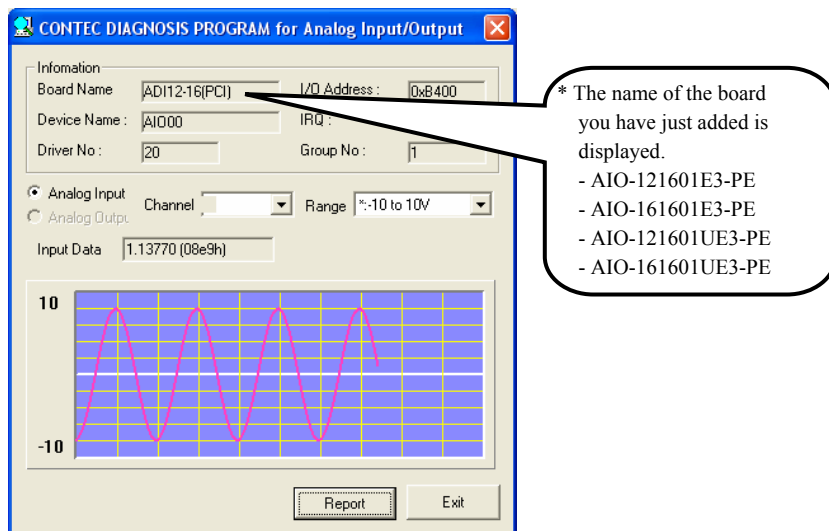 CONTEC DIAGNOSIS PROGRAM for Analog Input/Output
Infomation
Board Name ADI12-16(PCI) I/O Address : 0xB400
Device Name : AIO00 IRQ :
Driver No : 20 Group No : 1
Analog Input
Analog Outpu
Channel Range *:-10 to 10V
Input Data 1.13770 (08e9h)
10
-10
Report Exit
* The name of the board
you have just added is
displayed.
- AIO-121601E3-PE
- AIO-161601E3-PE
- AIO-121601UE3-PE
- AIO-161601UE3-PE